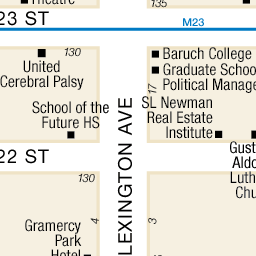 Theatre
135
23 ST
M23
130
Baruch College
United
Cerebral Palsy
Graduate School
Political Manage
17
School of the
Future HS
SL Newman
Real Estate
Institute
LEXINGTON AVE
22 ST
Gust
Aldo
Luth
Chu
130
Gramercy
Park
Hotel
4
3